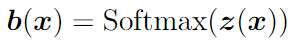 b(x) = Softmax(z(x))